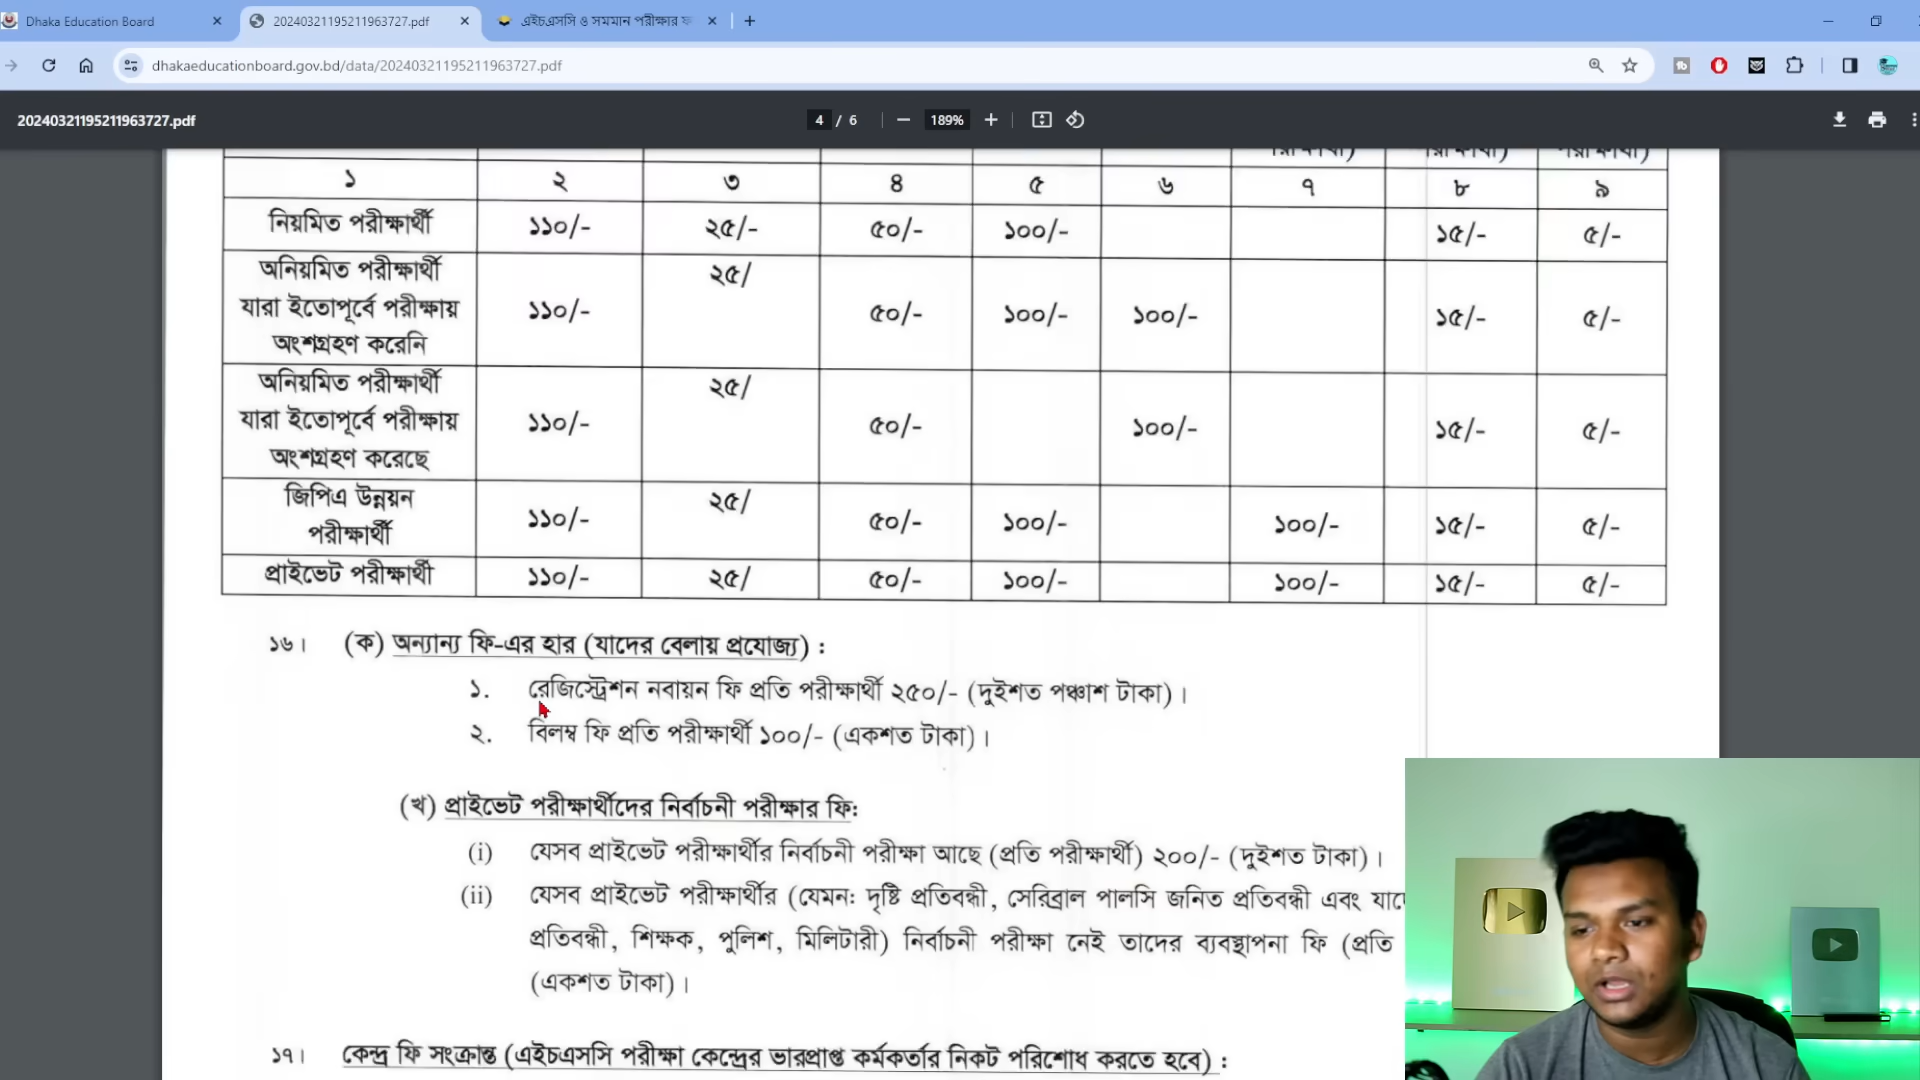 Dhaka Education Board
20240321195211963727.pdf
এইচএসসি ও সমমান পরীক্ষার ফ
dhakaeducationboard.gov.bd/data/20240321195211963727.pdf
20240321195211963727.pdf
4 / 6
189%
১ ২ ৩ ৪ ৫ ৬ ৭ ৮ ৯
নিয়মিত পরীক্ষার্থী ১১০/- ২৫/- ৫০/- ১০০/- ১৫/- ৫/-
অনিয়মিত পরীক্ষার্থী ২৫/
যারা ইতোপূর্বে পরীক্ষায় ১১০/- ৫০/- ১০০/- ১০০/- ১৫/- ৫/-
অংশগ্রহণ করেনি
অনিয়মিত পরীক্ষার্থী ২৫/
যারা ইতোপূর্বে পরীক্ষায় ১১০/- ৫০/- ১০০/- ১৫/- ৫/-
অংশগ্রহণ করেছে
জিপিএ উন্নয়ন ২৫/
পরীক্ষার্থী ১১০/- ৫০/- ১০০/- ১০০/- ১৫/- ৫/-
প্রাইভেট পরীক্ষার্থী ১১০/- ২৫/ ৫০/- ১০০/- ১০০/- ১৫/- ৫/-
১৬। (ক) অন্যান্য ফি-এর হার (যাদের বেলায় প্রযোজ্য) :
১. রেজিস্ট্রেশন নবায়ন ফি প্রতি পরীক্ষার্থী ২৫০/- (দুইশত পঞ্চাশ টাকা)।
২. বিলম্ব ফি প্রতি পরীক্ষার্থী ১০০/- (একশত টাকা)।
(খ) প্রাইভেট পরীক্ষার্থীদের নির্বাচনী পরীক্ষার ফি:
(i) যেসব প্রাইভেট পরীক্ষার্থীর নির্বাচনী পরীক্ষা আছে (প্রতি পরীক্ষার্থী) ২০০/- (দুইশত টাকা)।
(ii) যেসব প্রাইভেট পরীক্ষার্থীর (যেমন: দৃষ্টি প্রতিবন্ধী, সেরিব্রাল পালসি জনিত প্রতিবন্ধী এবং
প্রতিবন্ধী, শিক্ষক, পুলিশ, মিলিটারী) নির্বাচনী পরীক্ষা নেই তাদের ব্যবস্থাপনা ফি (প্রতি
(একশত টাকা)।
১৭। কেন্দ্র ফি সংক্রান্ত (এইচএসসি পরীক্ষা কেন্দ্রের ভারপ্রাপ্ত কর্মকর্তার নিকট পরিশোধ করতে হবে) :